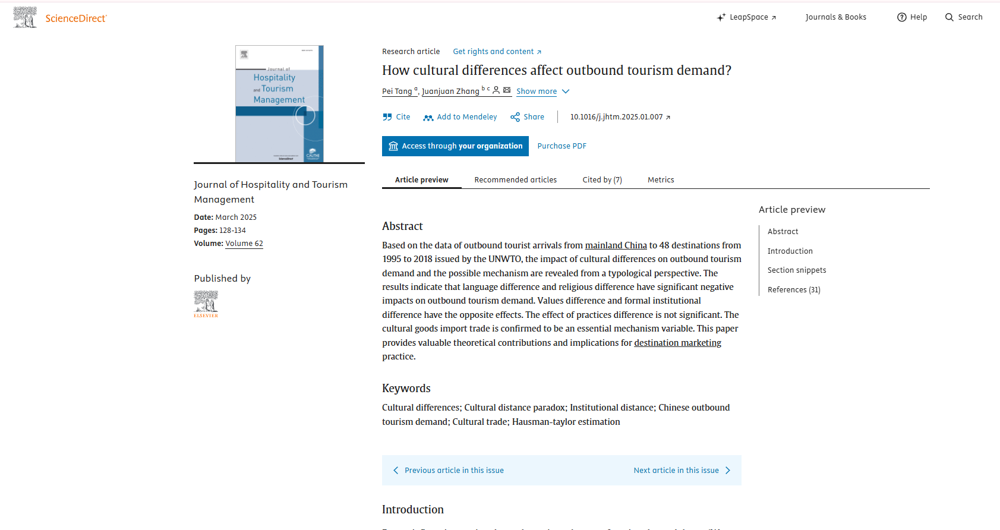 ScienceDirect
LeapSpace ↗
Journals & Books
Help
Search
Journal of
Hospitality
and Tourism
Management
CAUTHE
ScienceDirect
Journal of Hospitality and Tourism
Management
Date: March 2025
Pages: 128-134
Volume: Volume 62
Published by
ELSEVIER
Research article Get rights and content ↗
How cultural differences affect outbound tourism demand?
Pei Tang a, Juanjuan Zhang b c Show more
Cite Add to Mendeley Share 10.1016/j.jhtm.2025.01.007 ↗
Access through your organization Purchase PDF
Article preview Recommended articles Cited by (7) Metrics
Abstract
Based on the data of outbound tourist arrivals from mainland China to 48 destinations from
1995 to 2018 issued by the UNWTO, the impact of cultural differences on outbound tourism
demand and the possible mechanism are revealed from a typological perspective. The
results indicate that language difference and religious difference have significant negative
impacts on outbound tourism demand. Values difference and formal institutional
difference have the opposite effects. The effect of practices difference is not significant. The
cultural goods import trade is confirmed to be an essential mechanism variable. This paper
provides valuable theoretical contributions and implications for destination marketing
practice.
Keywords
Cultural differences; Cultural distance paradox; Institutional distance; Chinese outbound
tourism demand; Cultural trade; Hausman-taylor estimation
Previous article in this issue Next article in this issue
Introduction
Article preview
Abstract
Introduction
Section snippets
References (31)